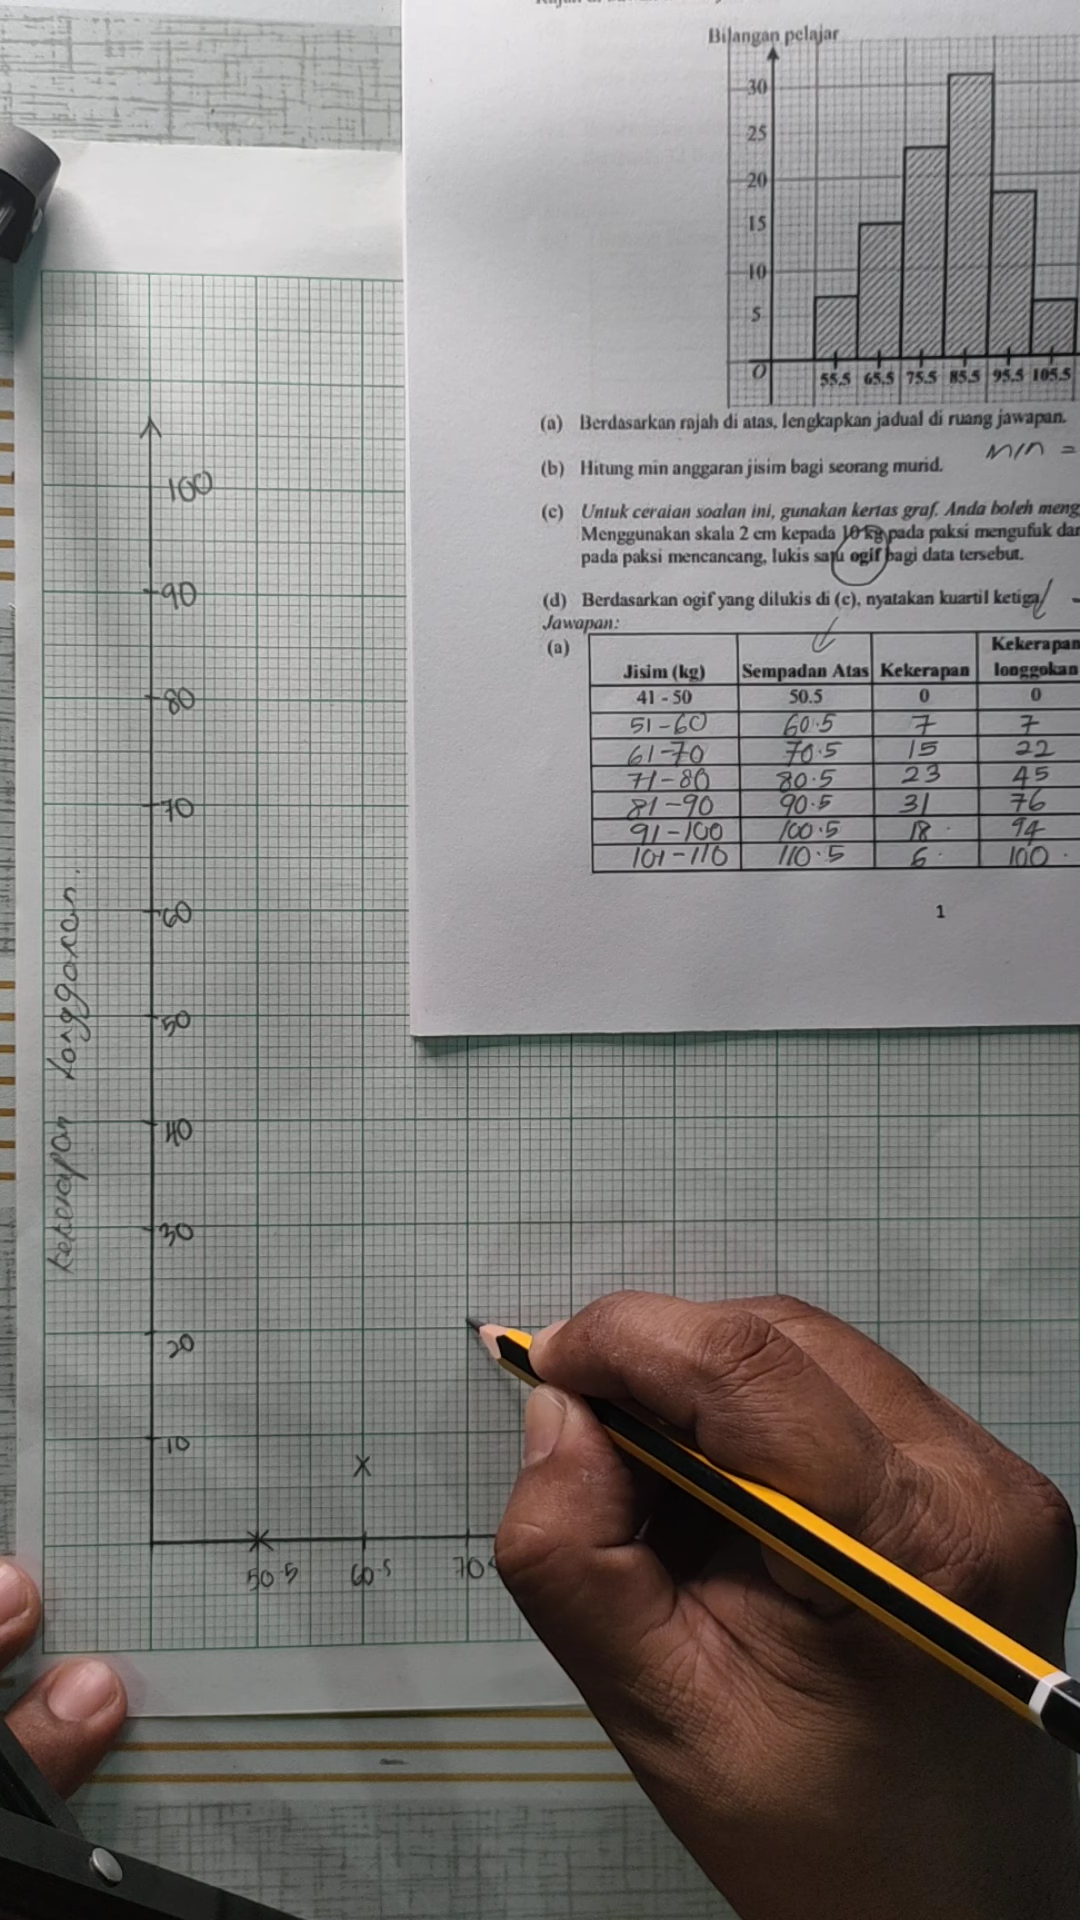 Bilangan pelajar
30
25
20
15
10
5
O
55.5 65.5 75.5 85.5 95.5 105.5
(a) Berdasarkan rajah di atas, lengkapkan jadual di ruang jawapan.
(b) Hitung min anggaran jisim bagi seorang murid.
min =
(c) Untuk ceraian soalan ini, gunakan kertas graf. Anda boleh meng
Menggunakan skala 2 cm kepada 10 kg pada paksi mengufuk dan
pada paksi mencancang, lukis satu ogif bagi data tersebut.
(d) Berdasarkan ogif yang dilukis di (c), nyatakan kuartil ketiga
Jawapan:
(a)
Jisim (kg) Sempadan Atas Kekerapan Kekerapan longgokan
41 - 50 50.5 0 0
51-60 60.5 7 7
61-70 70.5 15 22
71-80 80.5 23 45
81-90 90.5 31 76
91-100 100.5 18 94
101-110 110.5 6 100
1
100
90
80
70
60
50
40
30
20
10
kekerapan longgokan.
50.5 60.5 70.5